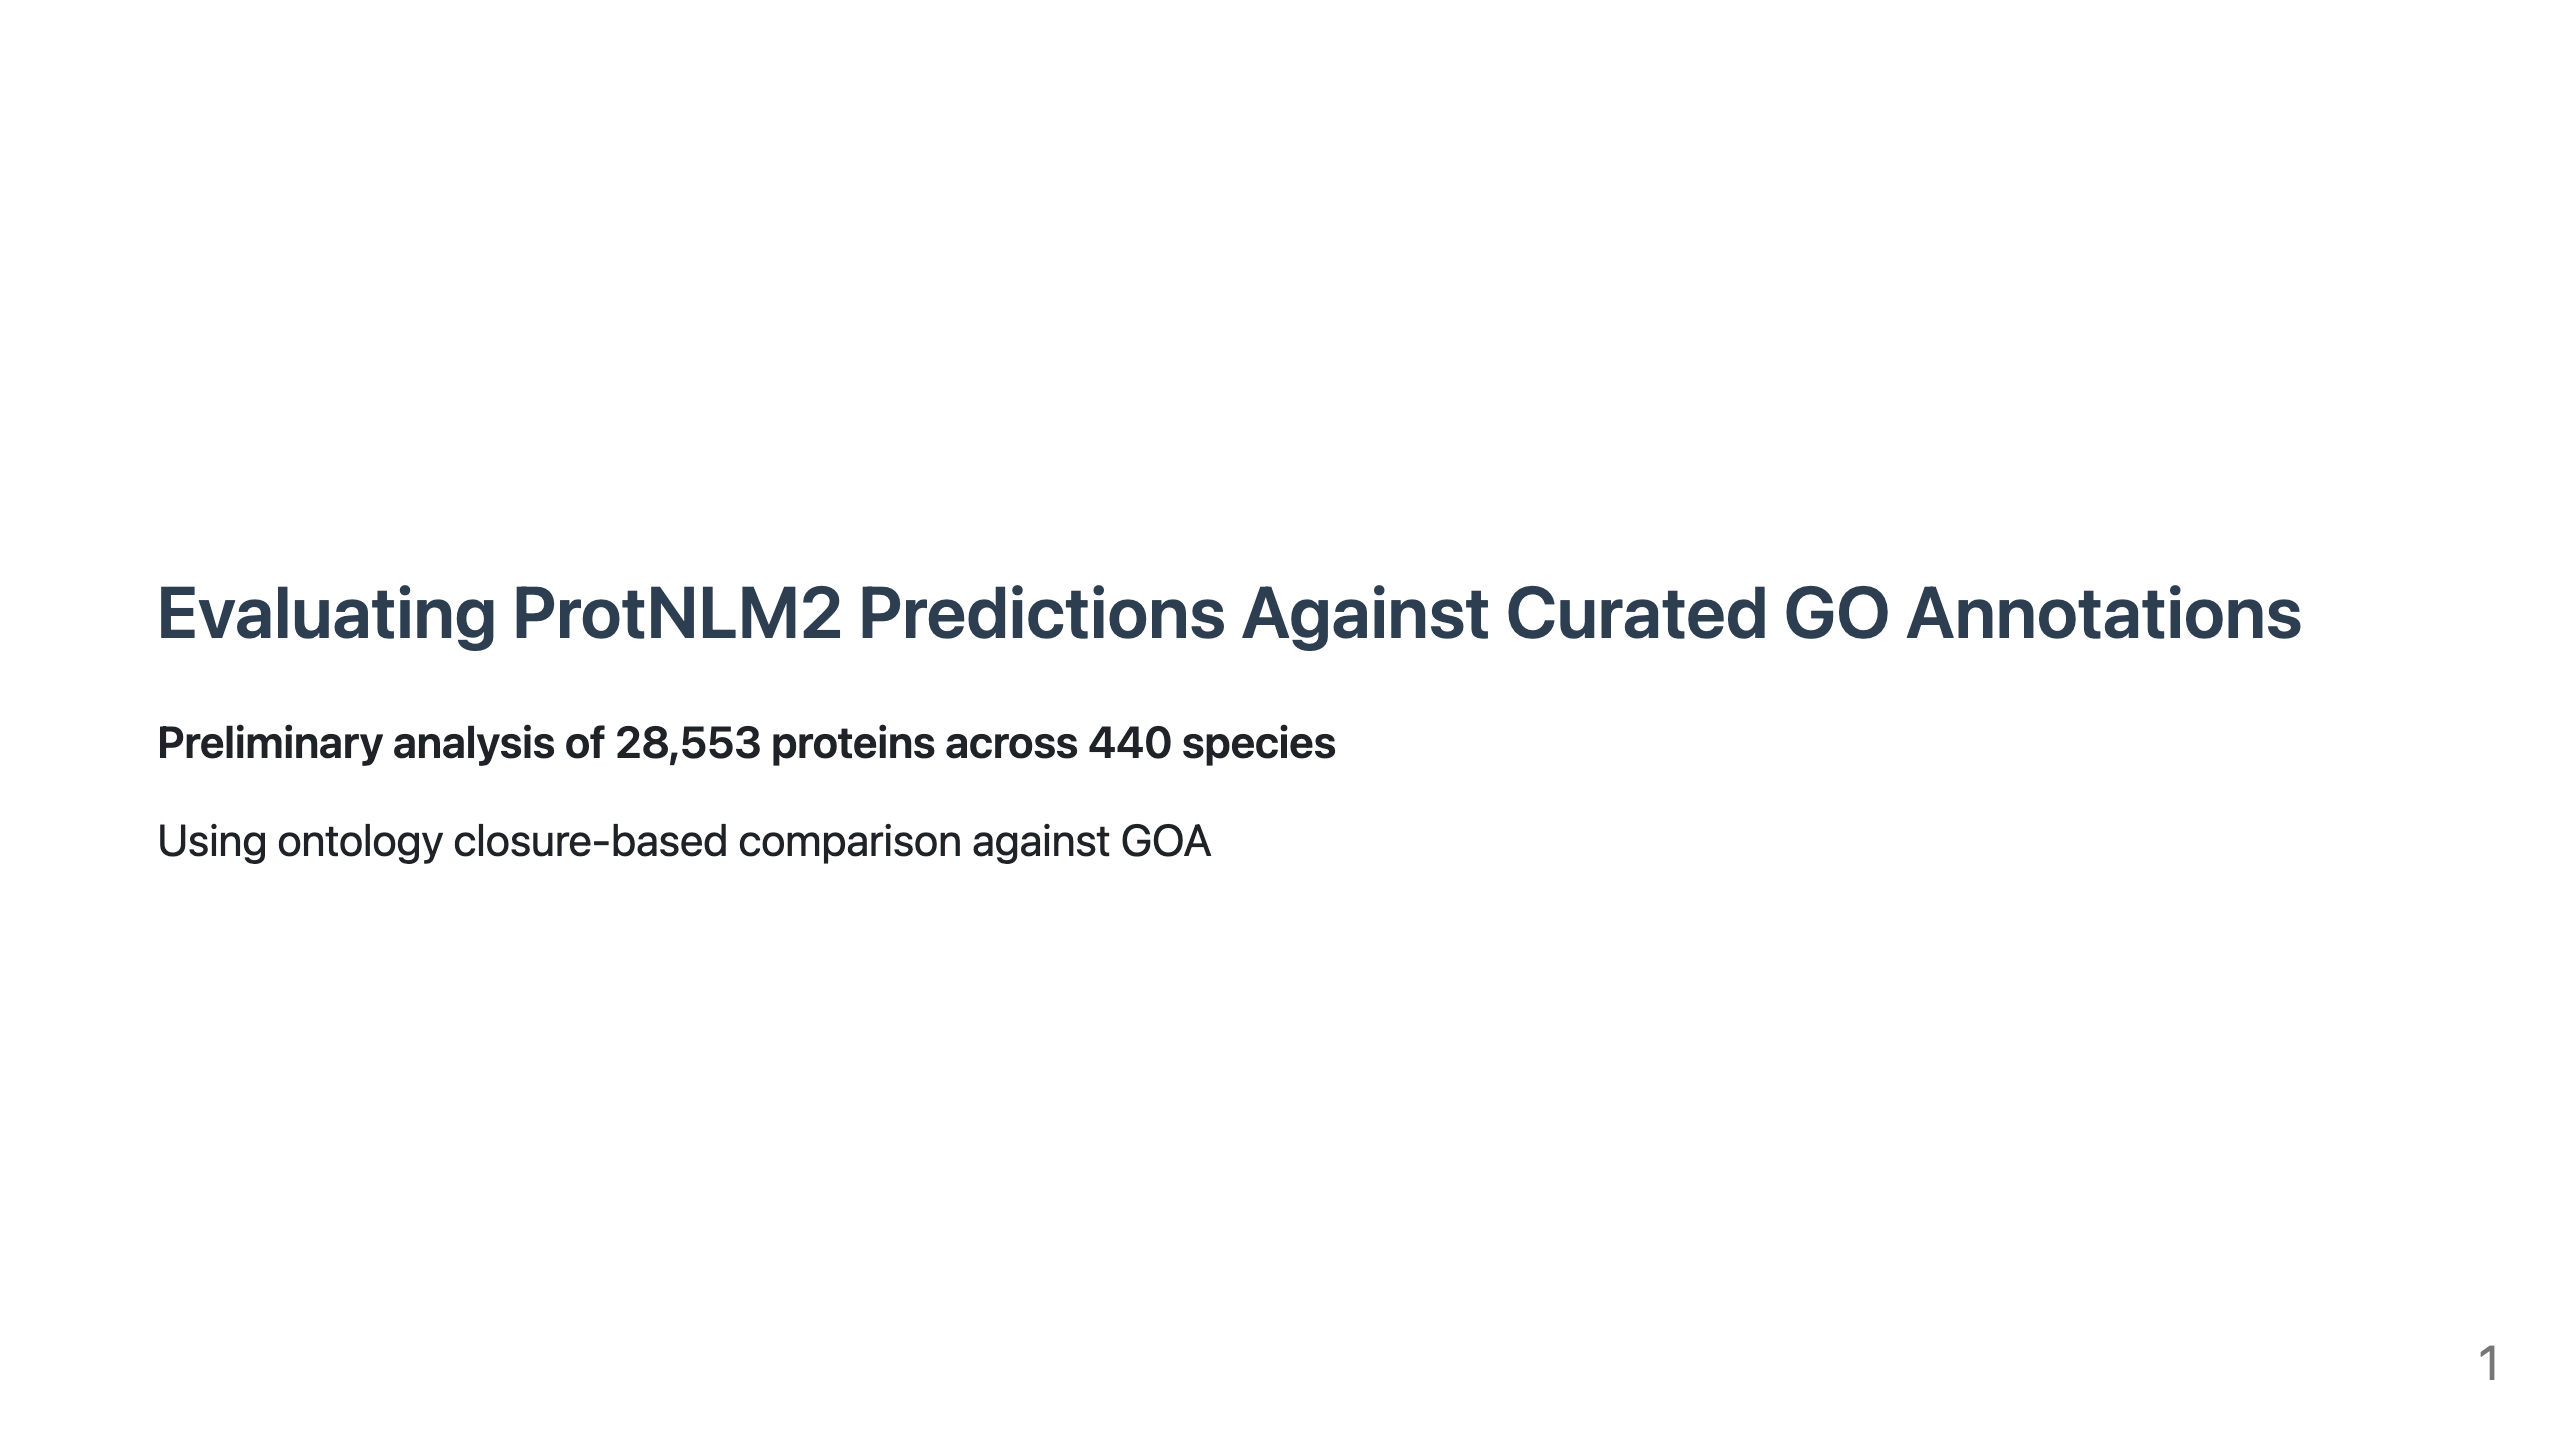 Evaluating ProtNLM2 Predictions Against Curated GO Annotations
Preliminary analysis of 28,553 proteins across 440 species
Using ontology closure-based comparison against GOA
1